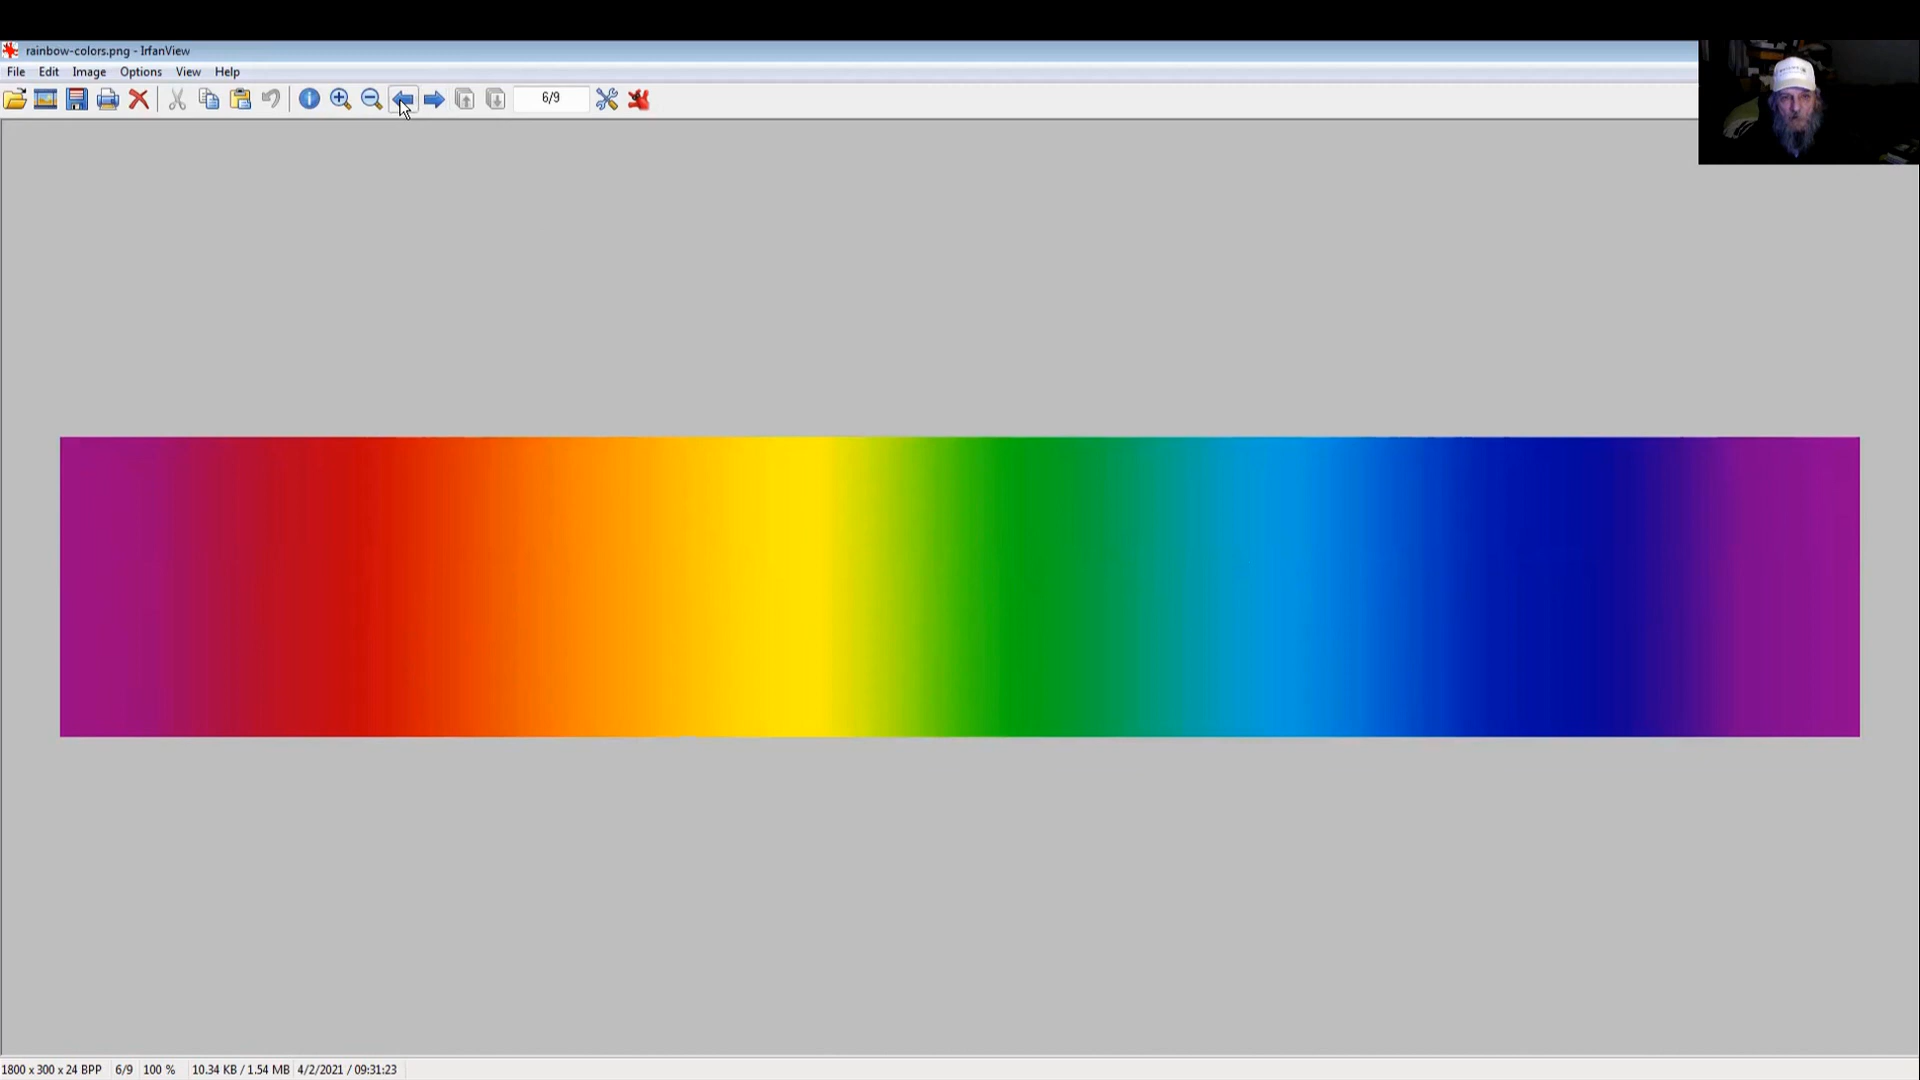 rainbow-colors.png - IrfanView
File Edit Image Options View Help
6/9
1800 x 300 x 24 BPP 6/9 100 % 10.34 KB / 1.54 MB 4/2/2021 / 09:31:23